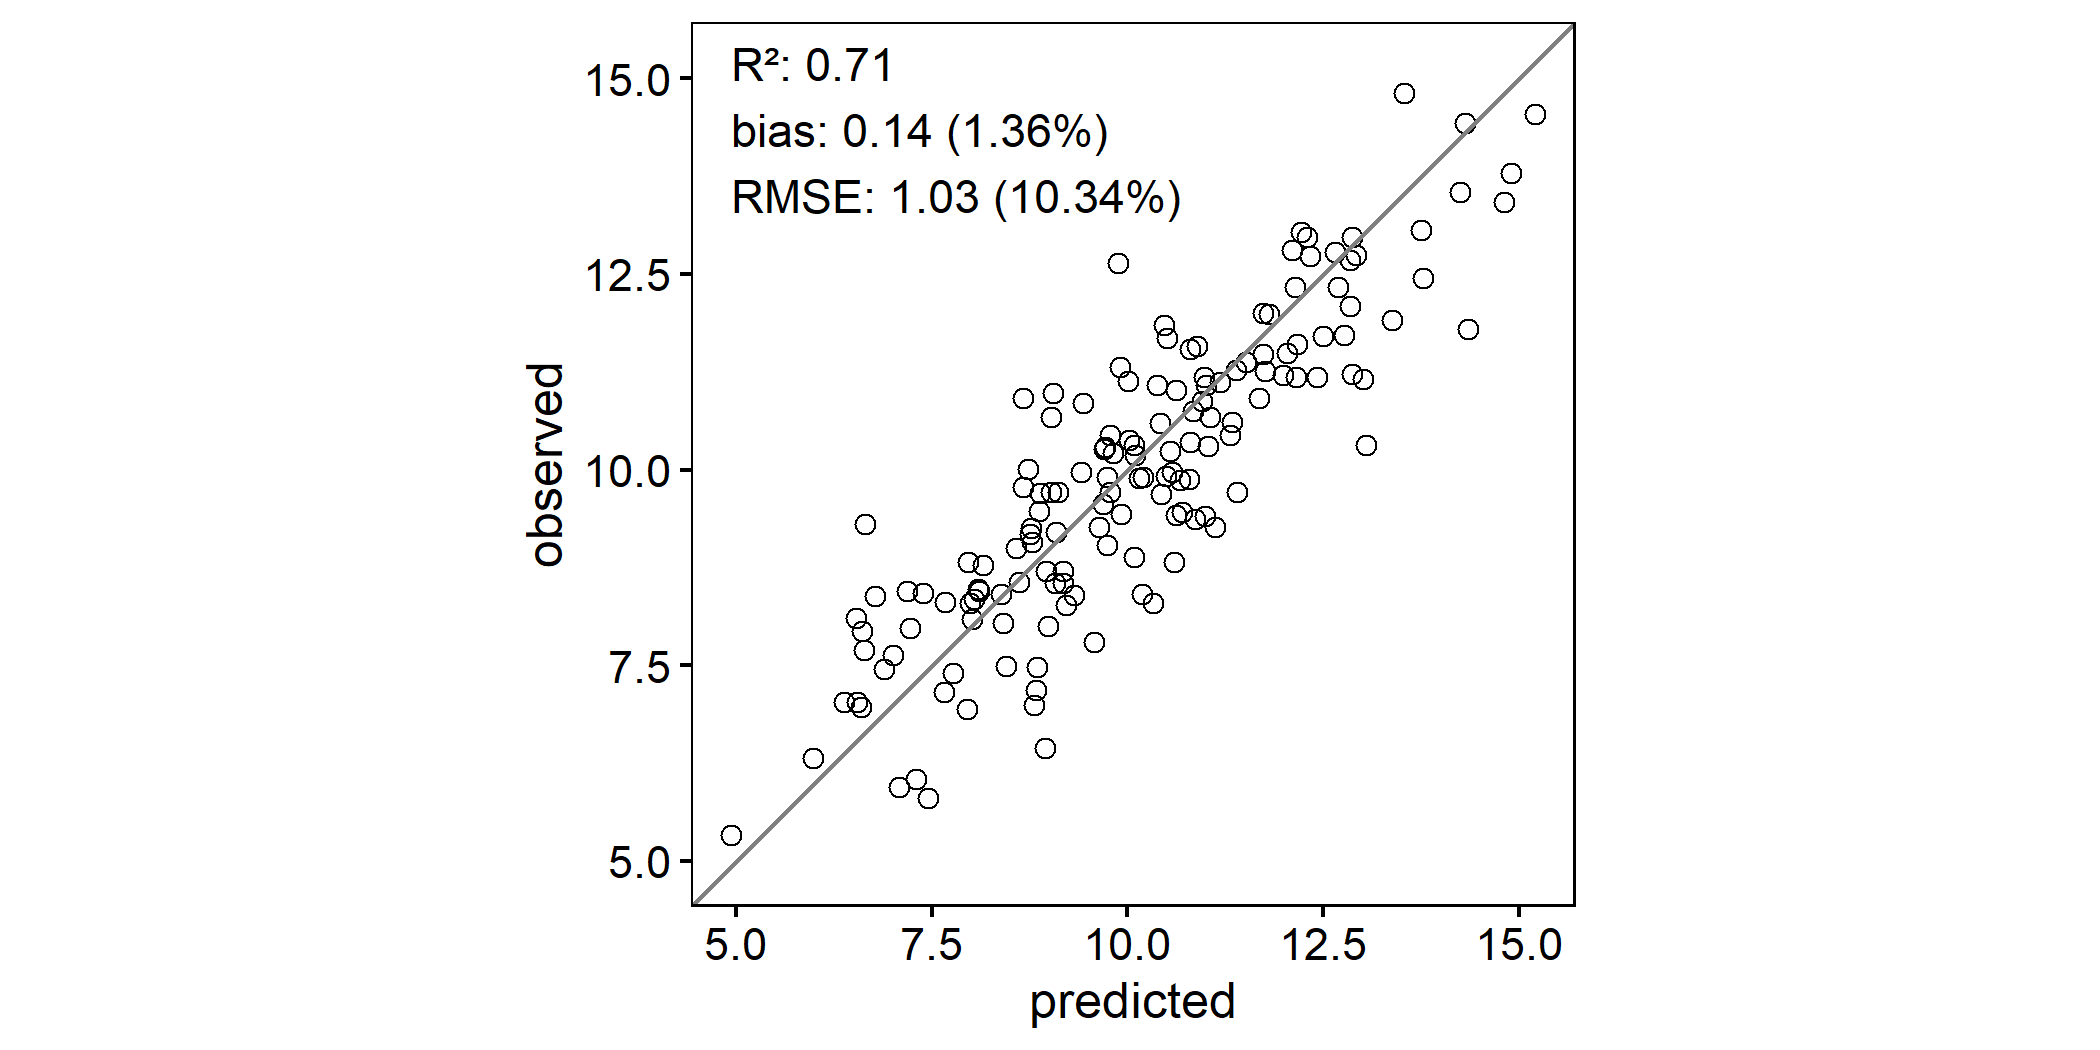 R²: 0.71
bias: 0.14 (1.36%)
RMSE: 1.03 (10.34%)
15.0
12.5
10.0
7.5
5.0
observed
5.0 7.5 10.0 12.5 15.0
predicted